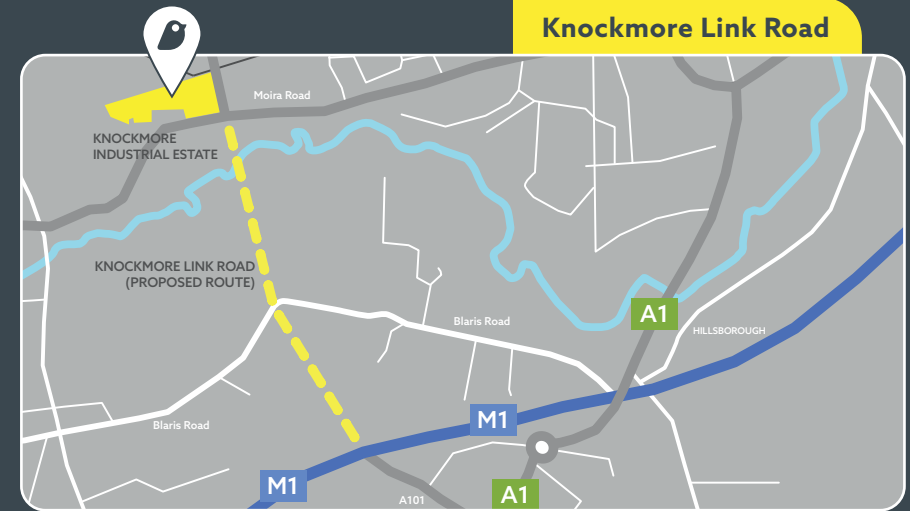 Knockmore Link Road
Moira Road
KNOCKMORE
INDUSTRIAL ESTATE
KNOCKMORE LINK ROAD
(PROPOSED ROUTE)
A1
Blaris Road
HILLSBOROUGH
M1
Blaris Road
M1
A101
A1